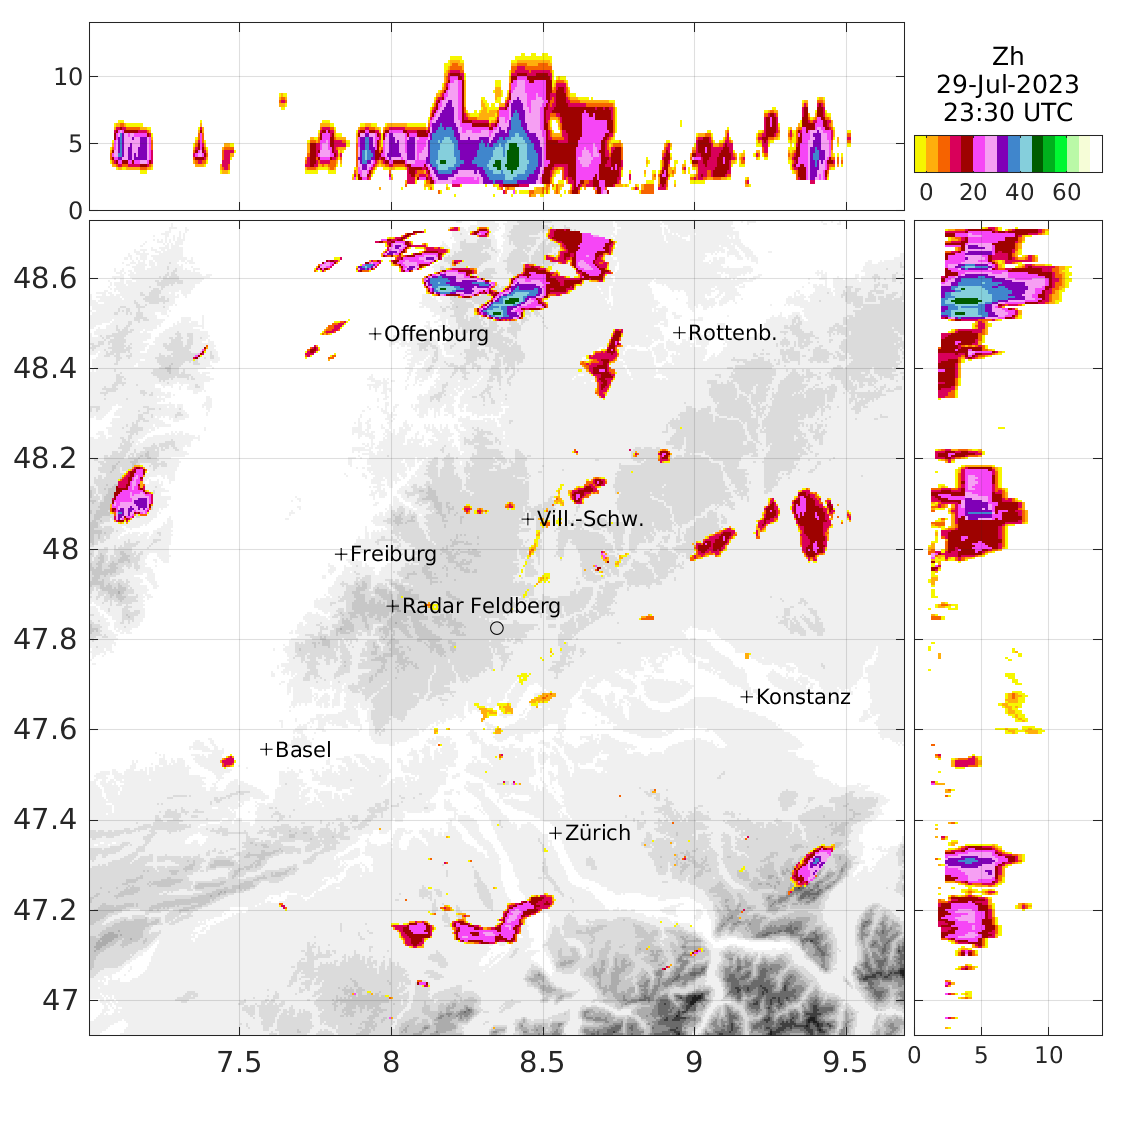 10
5
0
Zh
29-Jul-2023
23:30 UTC
0 20 40 60
48.6
48.4
48.2
48
47.8
47.6
47.4
47.2
47
+Offenburg
+Rottenb.
+Vill.-Schw.
+Freiburg
+Radar Feldberg
+Konstanz
+Basel
+Zürich
7.5 8 8.5 9 9.5
0 5 10